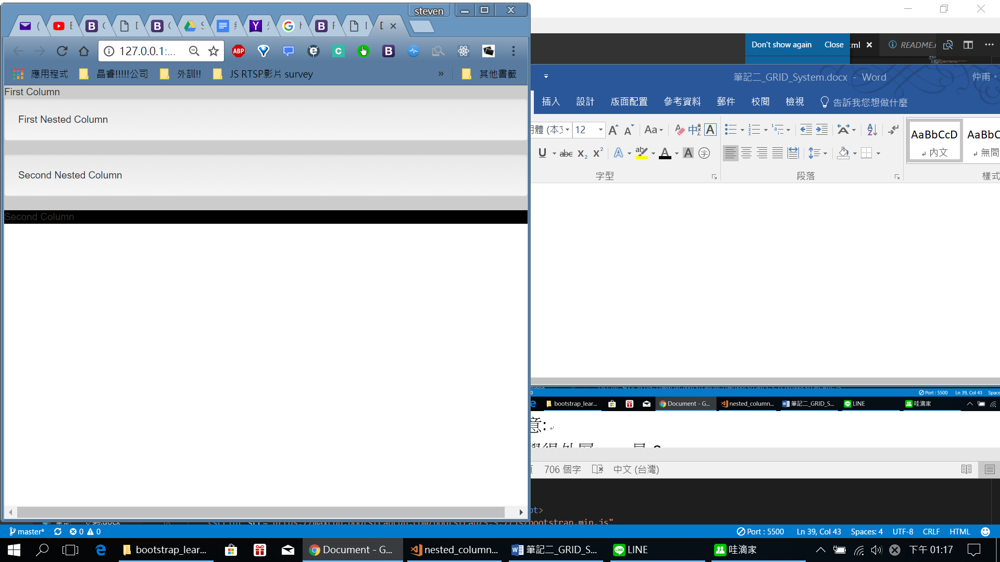 steven
127.0.0.1:...
應用程式
晶睿!!!!!公司
外訓!!
JS RTSP影片 survey
»
其他書籤
First Column
First Nested Column
Second Nested Column
Second Column
Don't show again
Close
README.
筆記二_GRID_System.docx - Word
仲甫。
插入
設計
版面配置
參考資料
郵件
校閱
檢視
告訴我您想做什麼
12
AaBbCcD
內文
無間
字型
段落
樣式
Port : 5500
Ln 39, Col 43
bootstrap_lear...
Document - G...
nested_column...
筆記二_GRID_S...
LINE
哇滴家
意:
706 個字
中文 (台灣)
master*
0
0
Port : 5500
Ln 39, Col 43
Spaces: 4
UTF-8
CRLF
HTML
bootstrap_lear...
Document - G...
nested_column...
筆記二_GRID_S...
LINE
哇滴家
下午 01:17